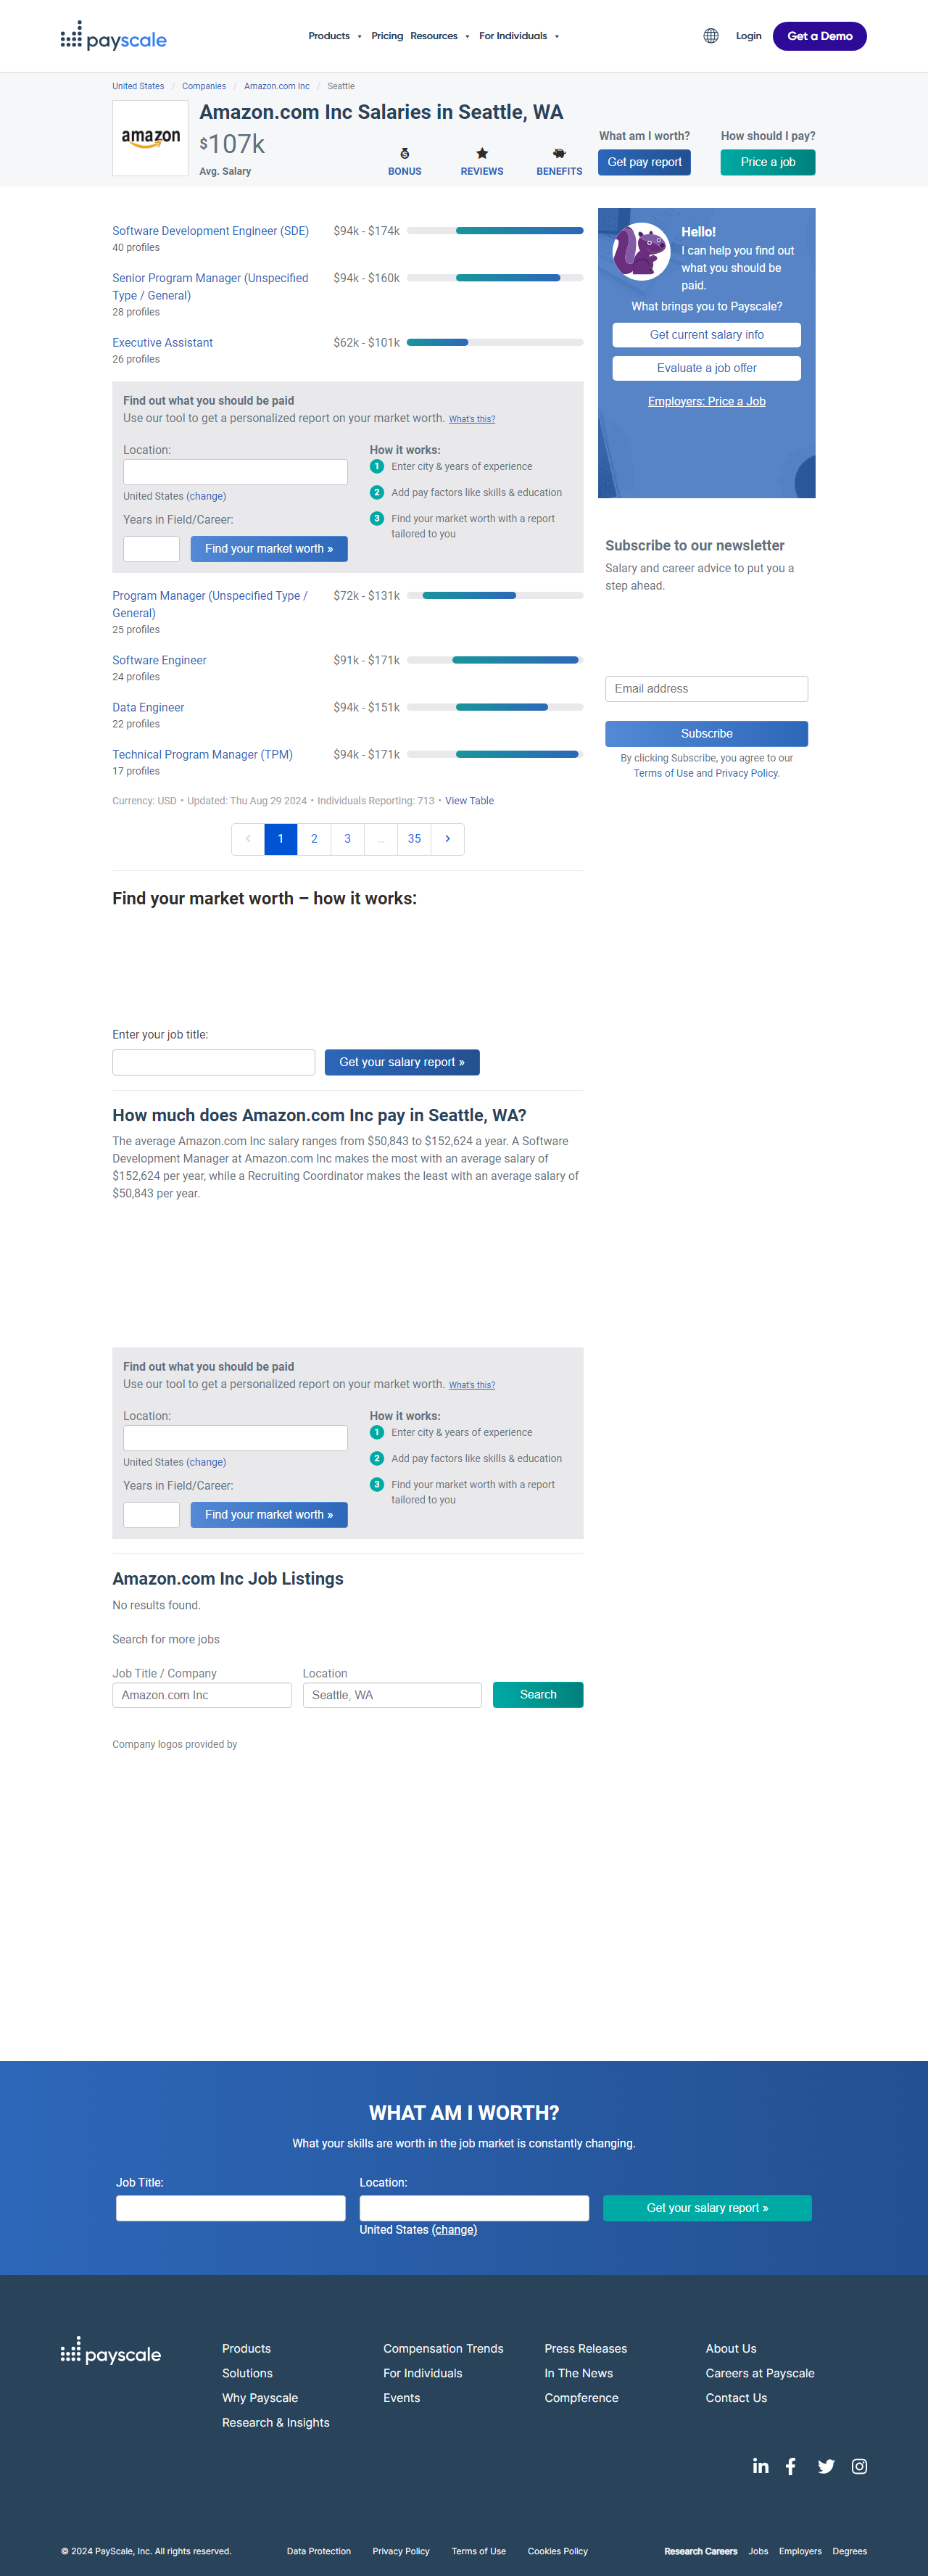 payscale
Products Pricing Resources For Individuals
Login Get a Demo
United States / Companies / Amazon.com Inc / Seattle
amazon
Amazon.com Inc Salaries in Seattle, WA
$107k
Avg. Salary
BONUS REVIEWS BENEFITS
What am I worth? How should I pay?
Get pay report Price a job
Software Development Engineer (SDE) $94k - $174k
40 profiles
Senior Program Manager (Unspecified $94k - $160k
Type / General)
28 profiles
Executive Assistant $62k - $101k
26 profiles
Hello!
I can help you find out
what you should be
paid.
What brings you to Payscale?
Get current salary info
Evaluate a job offer
Employers: Price a Job
Find out what you should be paid
Use our tool to get a personalized report on your market worth. What's this?
Location:
United States (change)
Years in Field/Career:
Find your market worth »
How it works:
1 Enter city & years of experience
2 Add pay factors like skills & education
3 Find your market worth with a report
tailored to you
Subscribe to our newsletter
Salary and career advice to put you a
step ahead.
Email address
Subscribe
By clicking Subscribe, you agree to our
Terms of Use and Privacy Policy.
Program Manager (Unspecified Type / $72k - $131k
General)
25 profiles
Software Engineer $91k - $171k
24 profiles
Data Engineer $94k - $151k
22 profiles
Technical Program Manager (TPM) $94k - $171k
17 profiles
Currency: USD • Updated: Thu Aug 29 2024 • Individuals Reporting: 713 • View Table
‹ 1 2 3 ... 35 ›
Find your market worth – how it works:
Enter your job title:
Get your salary report »
How much does Amazon.com Inc pay in Seattle, WA?
The average Amazon.com Inc salary ranges from $50,843 to $152,624 a year. A Software
Development Manager at Amazon.com Inc makes the most with an average salary of
$152,624 per year, while a Recruiting Coordinator makes the least with an average salary of
$50,843 per year.
Find out what you should be paid
Use our tool to get a personalized report on your market worth. What's this?
Location:
United States (change)
Years in Field/Career:
Find your market worth »
How it works:
1 Enter city & years of experience
2 Add pay factors like skills & education
3 Find your market worth with a report
tailored to you
Amazon.com Inc Job Listings
No results found.
Search for more jobs
Job Title / Company Location
Amazon.com Inc Seattle, WA Search
Company logos provided by
WHAT AM I WORTH?
What your skills are worth in the job market is constantly changing.
Job Title: Location:
Get your salary report »
United States (change)
payscale
Products Compensation Trends Press Releases About Us
Solutions For Individuals In The News Careers at Payscale
Why Payscale Events Compference Contact Us
Research & Insights
© 2024 PayScale, Inc. All rights reserved. Data Protection Privacy Policy Terms of Use Cookies Policy Research Careers Jobs Employers Degrees